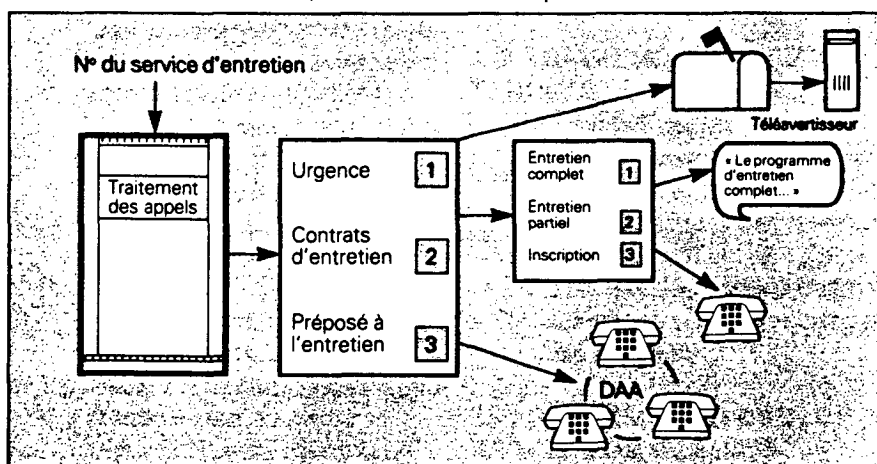 N° du service d'entretien
Traitement
des appels
Urgence 1
Contrats
d'entretien 2
Préposé à
l'entretien 3
Entretien
complet 1
Entretien
partiel 2
Inscription 3
Téléavertisseur
« Le programme
d'entretien
complet... »
DAA